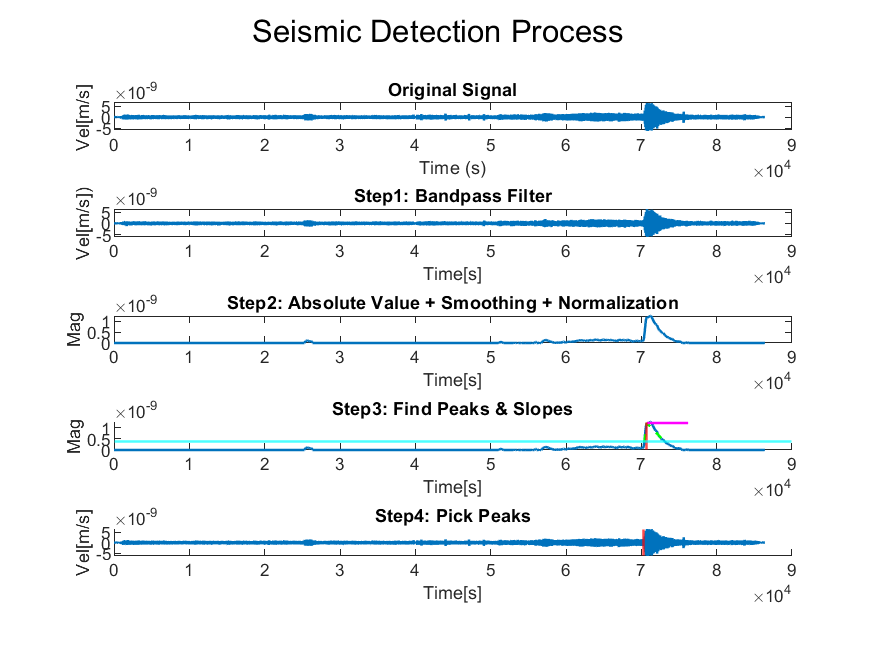 Seismic Detection Process
Original Signal
×10-9
Vel[m/s]
5
0
-5
0 1 2 3 4 5 6 7 8 9
Time (s)
×10⁴
Step1: Bandpass Filter
×10-9
Vel[m/s])
5
0
-5
0 1 2 3 4 5 6 7 8 9
Time[s]
×10⁴
Step2: Absolute Value + Smoothing + Normalization
×10-9
Mag
1
0.5
0
0 1 2 3 4 5 6 7 8 9
Time[s]
×10⁴
Step3: Find Peaks & Slopes
×10-9
Mag
1
0.5
0
0 1 2 3 4 5 6 7 8 9
Time[s]
×10⁴
Step4: Pick Peaks
×10-9
Vel[m/s]
5
0
-5
0 1 2 3 4 5 6 7 8 9
Time[s]
×10⁴